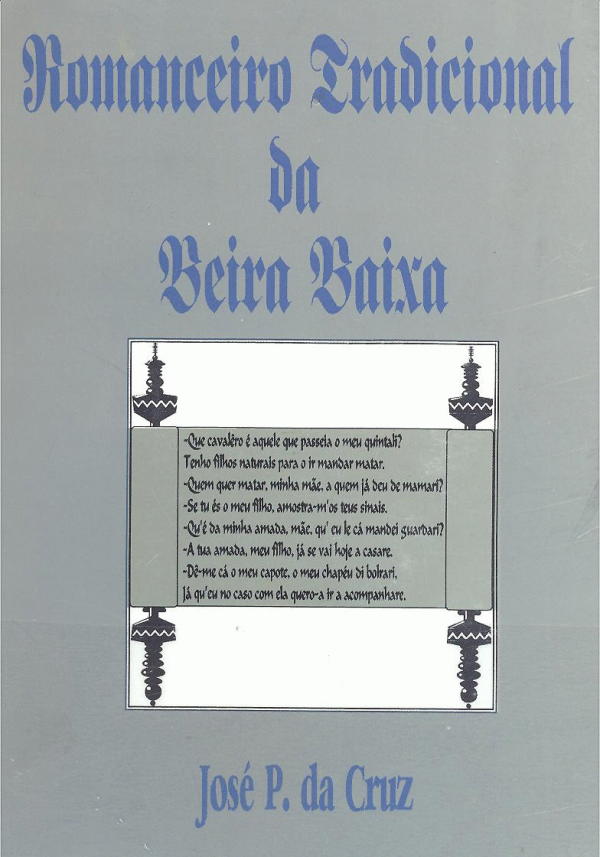 Romanceiro Tradicional
da
Beira Baixa
-Que cavalêro é aquele que passeia o meu quintali?
Tenho filhos naturais para o ir mandar matar.
-Quem quer matar, minha mãe, a quem já deu de mamari?
-Se tu és o meu filho, amostra-m'os teus sinais.
-Qu'é da minha amada, mãe, qu' eu le cá mandei guardari?
-A tua amada, meu filho, já se vai hoje a casare.
-Dê-me cá o meu capote, o meu chapéu di bolrari,
Já qu'eu no caso com ela quero-a ir a acompanhare.
José P. da Cruz